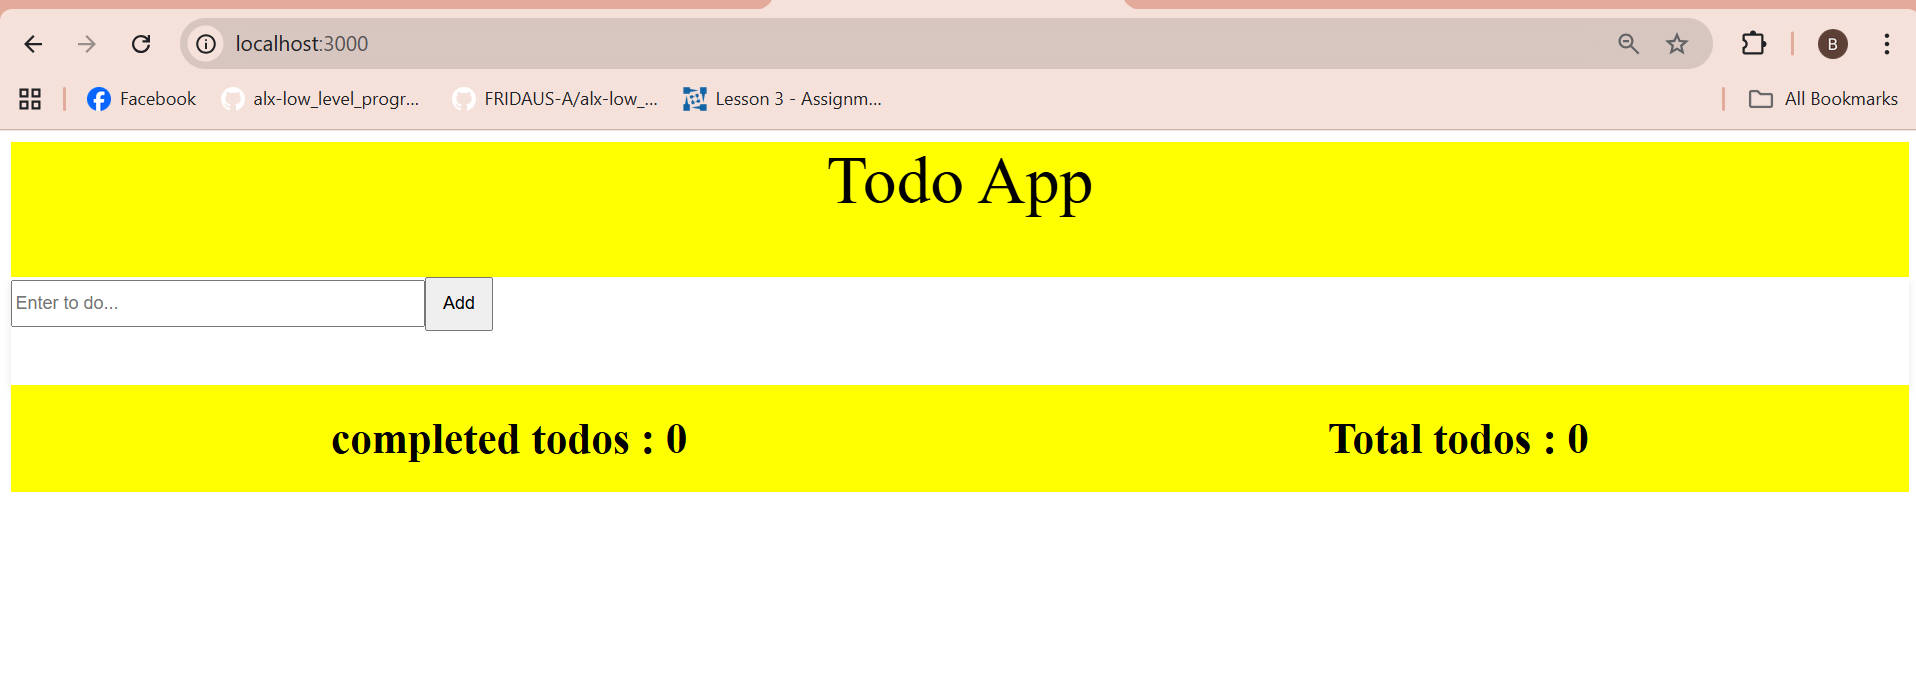 localhost:3000
B
Facebook
alx-low_level_progr...
FRIDAUS-A/alx-low_...
Lesson 3 - Assignm...
All Bookmarks
Todo App
Enter to do...
Add
completed todos : 0
Total todos : 0